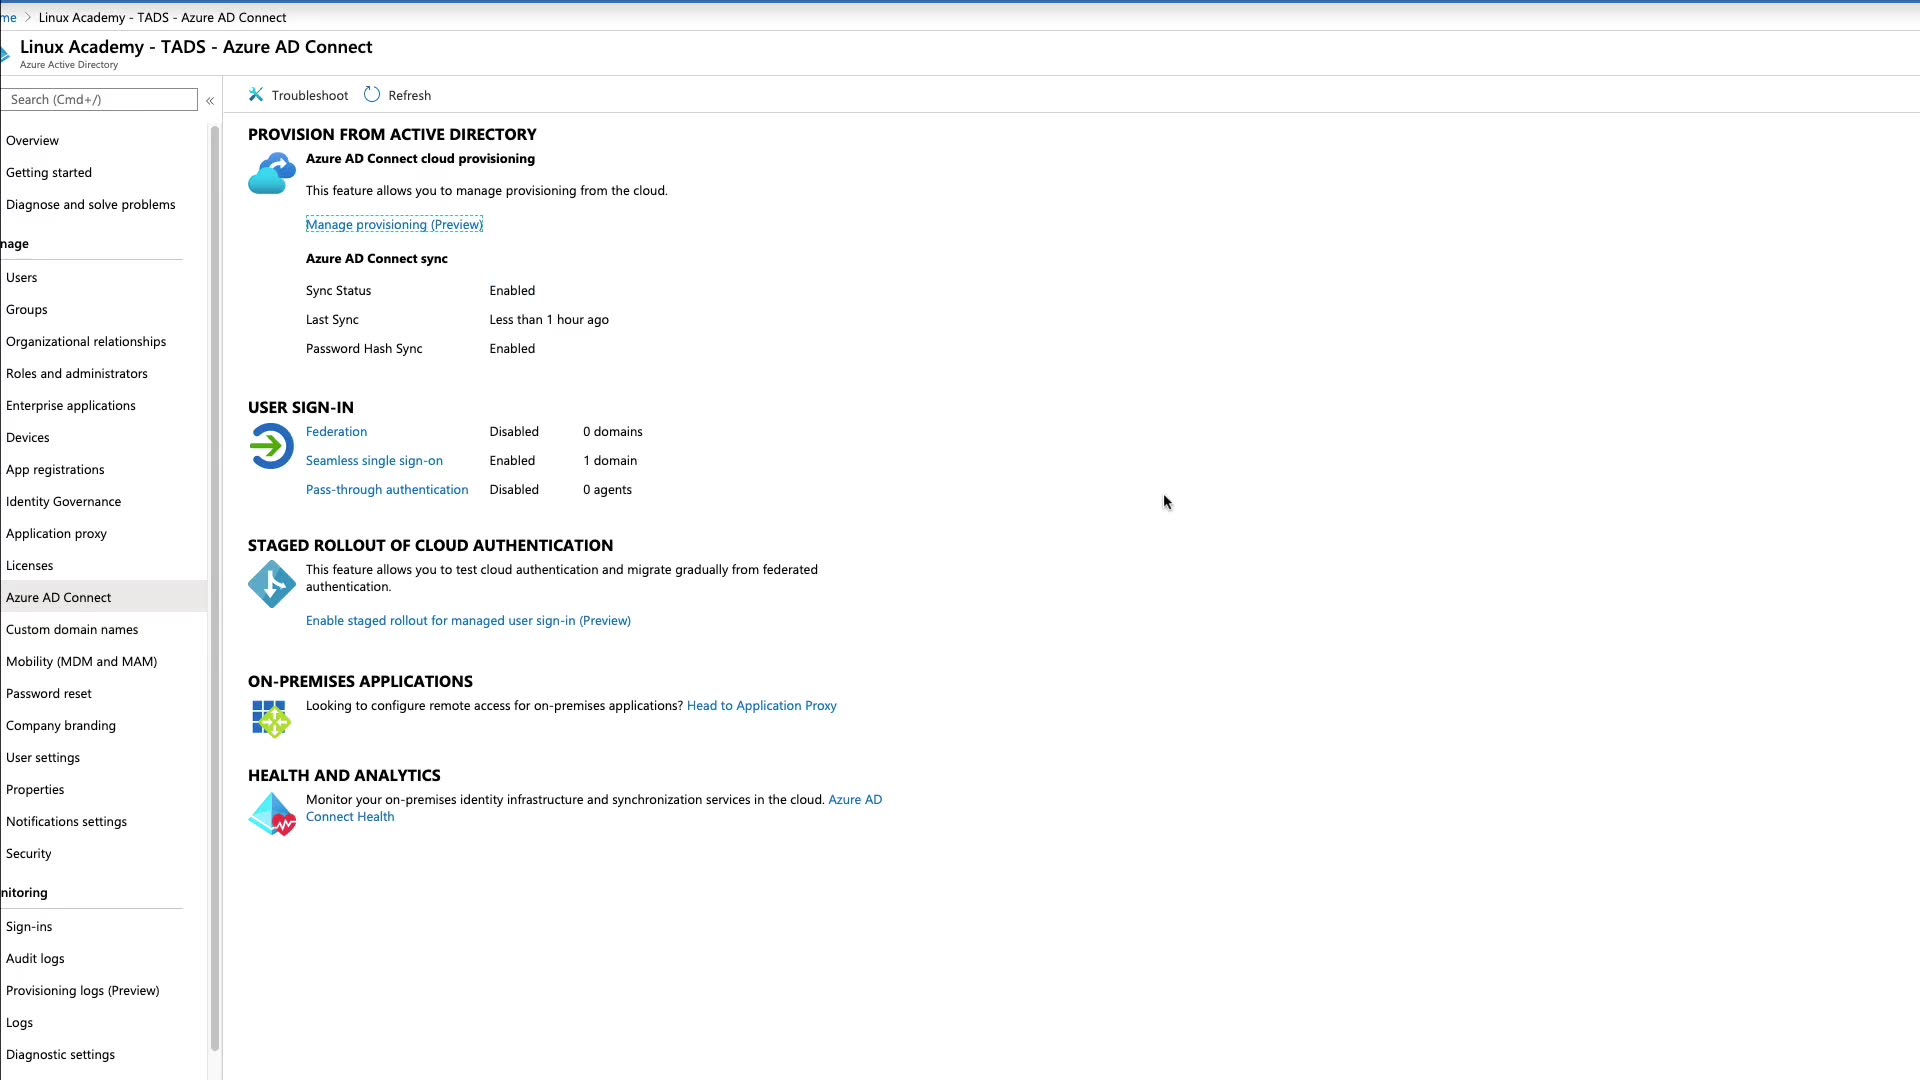 me > Linux Academy - TADS - Azure AD Connect
Linux Academy - TADS - Azure AD Connect
Azure Active Directory
Search (Cmd+/)
«
Overview
Getting started
Diagnose and solve problems
nage
Users
Groups
Organizational relationships
Roles and administrators
Enterprise applications
Devices
App registrations
Identity Governance
Application proxy
Licenses
Azure AD Connect
Custom domain names
Mobility (MDM and MAM)
Password reset
Company branding
User settings
Properties
Notifications settings
Security
nitoring
Sign-ins
Audit logs
Provisioning logs (Preview)
Logs
Diagnostic settings
Troubleshoot Refresh
PROVISION FROM ACTIVE DIRECTORY
Azure AD Connect cloud provisioning
This feature allows you to manage provisioning from the cloud.
Manage provisioning (Preview)
Azure AD Connect sync
Sync Status Enabled
Last Sync Less than 1 hour ago
Password Hash Sync Enabled
USER SIGN-IN
Federation Disabled 0 domains
Seamless single sign-on Enabled 1 domain
Pass-through authentication Disabled 0 agents
STAGED ROLLOUT OF CLOUD AUTHENTICATION
This feature allows you to test cloud authentication and migrate gradually from federated
authentication.
Enable staged rollout for managed user sign-in (Preview)
ON-PREMISES APPLICATIONS
Looking to configure remote access for on-premises applications? Head to Application Proxy
HEALTH AND ANALYTICS
Monitor your on-premises identity infrastructure and synchronization services in the cloud. Azure AD
Connect Health